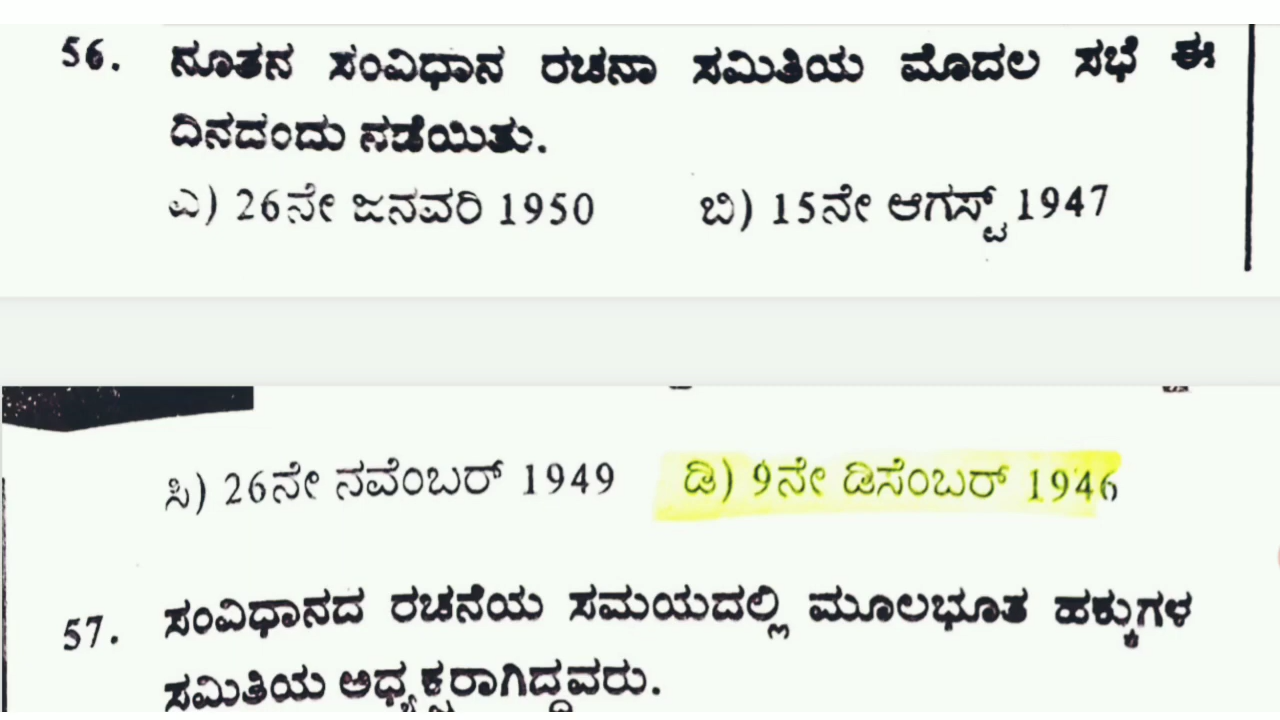 56. ನೂತನ ಸಂವಿಧಾನ ರಚನಾ ಸಮಿತಿಯ ಮೊದಲ ಸಭೆ ಈ
ದಿನದಂದು ನಡೆಯಿತು.
ಎ) 26ನೇ ಜನವರಿ 1950 ಬಿ) 15ನೇ ಆಗಸ್ಟ್ 1947
ಸಿ) 26ನೇ ನವೆಂಬರ್ 1949 ಡಿ) 9ನೇ ಡಿಸೆಂಬರ್ 1946
57. ಸಂವಿಧಾನದ ರಚನೆಯ ಸಮಯದಲ್ಲಿ ಮೂಲಭೂತ ಹಕ್ಕುಗಳ
ಸಮಿತಿಯ ಅಧ್ಯಕ್ಷರಾಗಿದ್ದವರು.